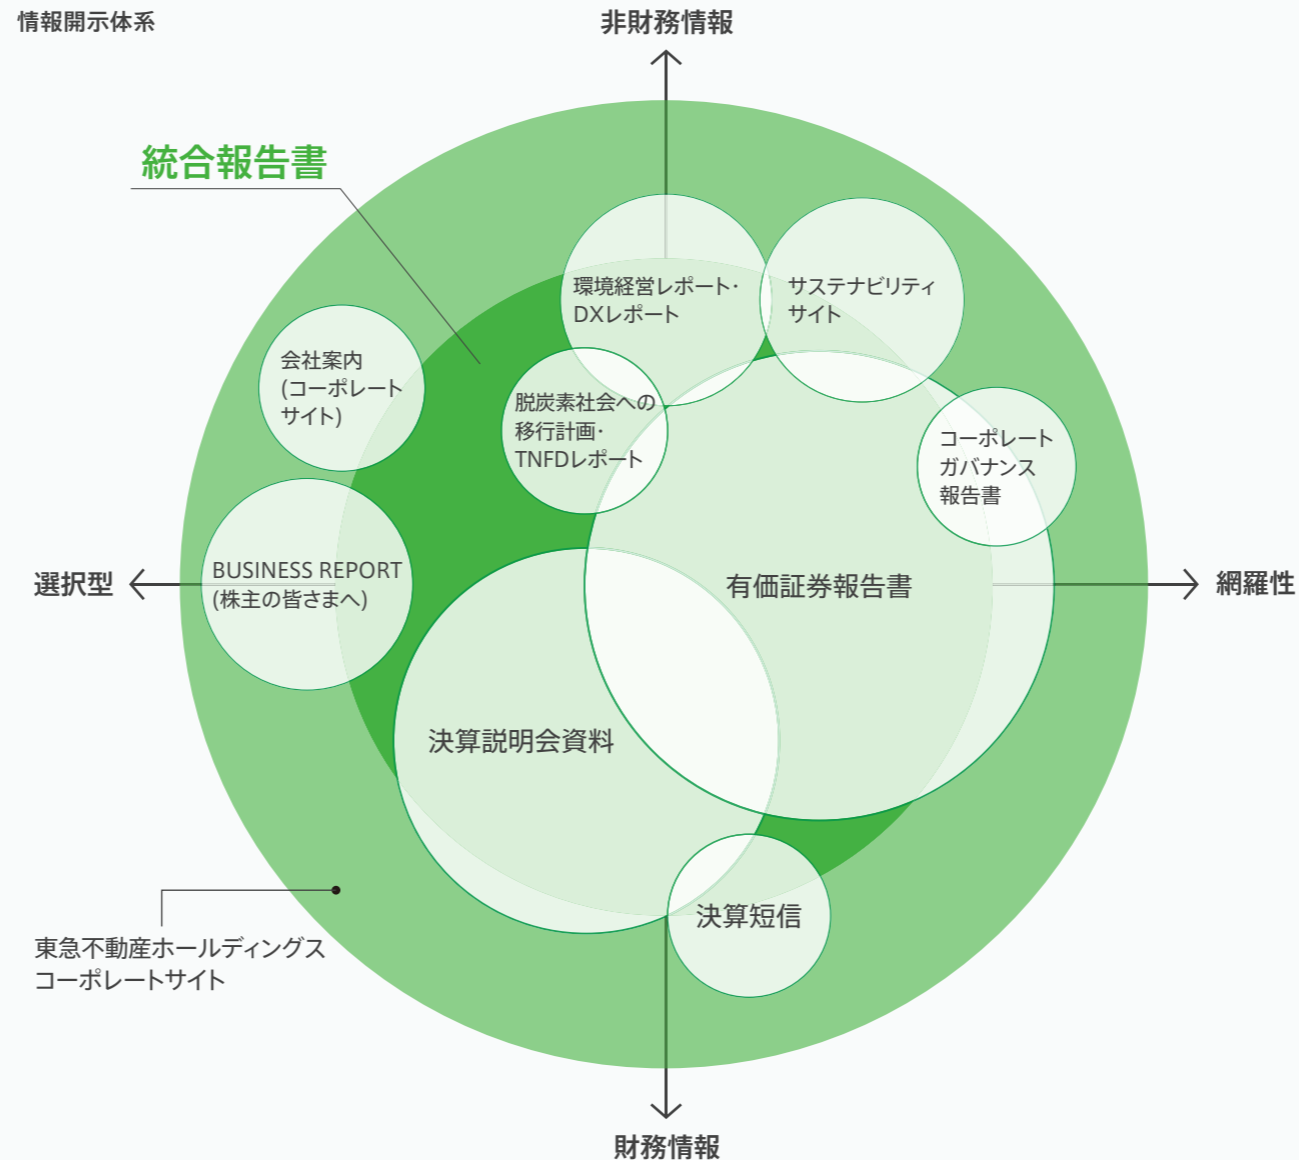 情報開示体系
非財務情報
統合報告書
環境経営レポート・
DXレポート
サステナビリティ
サイト
会社案内
(コーポレート
サイト)
脱炭素社会への
移行計画・
TNFDレポート
コーポレート
ガバナンス
報告書
選択型
BUSINESS REPORT
(株主の皆さまへ)
有価証券報告書
網羅性
決算説明会資料
決算短信
東急不動産ホールディングス
コーポレートサイト
財務情報